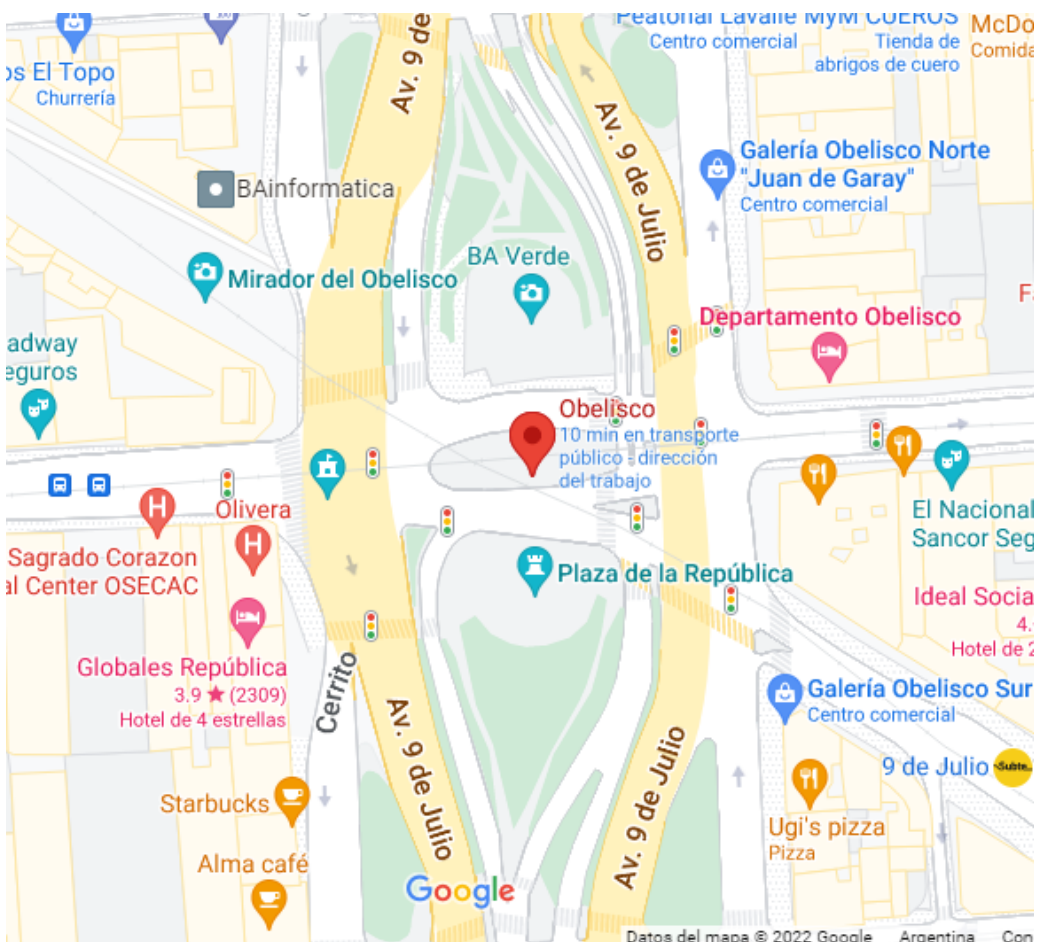 Peatonal Lavalle
Centro comercial
MyM CUEROS
Tienda de
abrigos de cuero
McDo
Comida
os El Topo
Churrería
Av. 9 de
Av. 9 de Julio
Galería Obelisco Norte
"Juan de Garay"
Centro comercial
BAinformatica
BA Verde
Mirador del Obelisco
Departamento Obelisco
adway
eguros
Obelisco
10 min en transporte
público - dirección
del trabajo
H
Olivera
H
Sagrado Corazon
al Center OSECAC
El Nacional
Sancor Seg
Plaza de la República
Ideal Socia
4.
Hotel de 2
Globales República
3.9 ★ (2309)
Hotel de 4 estrellas
Cerrito
Galería Obelisco Sur
Centro comercial
Av. 9 de Julio
Av. 9 de Julio
9 de Julio
Subte
Starbucks
Ugi's pizza
Pizza
Alma café
Google
Datos del mapa © 2022 Google
Argentina
Con